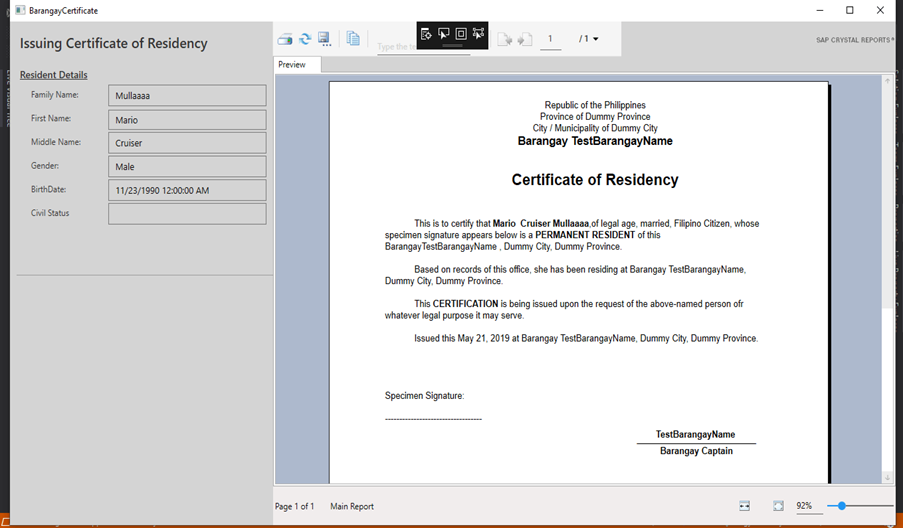 BarangayCertificate
Issuing Certificate of Residency
Resident Details
Family Name: Mullaaaa
First Name: Mario
Middle Name: Cruiser
Gender: Male
BirthDate: 11/23/1990 12:00:00 AM
Civil Status
1 / 1
SAP CRYSTAL REPORTS®
Preview
Republic of the Philippines
Province of Dummy Province
City / Municipality of Dummy City
Barangay TestBarangayName
Certificate of Residency
This is to certify that Mario Cruiser Mullaaaa,of legal age, married, Filipino Citizen, whose
specimen signature appears below is a PERMANENT RESIDENT of this
BarangayTestBarangayName , Dummy City, Dummy Province.
Based on records of this office, she has been residing at Barangay TestBarangayName,
Dummy City, Dummy Province.
This CERTIFICATION is being issued upon the request of the above-named person ofr
whatever legal purpose it may serve.
Issued this May 21, 2019 at Barangay TestBarangayName, Dummy City, Dummy Province.
Specimen Signature:
----------------------------------
TestBarangayName
Barangay Captain
Page 1 of 1 Main Report 92%